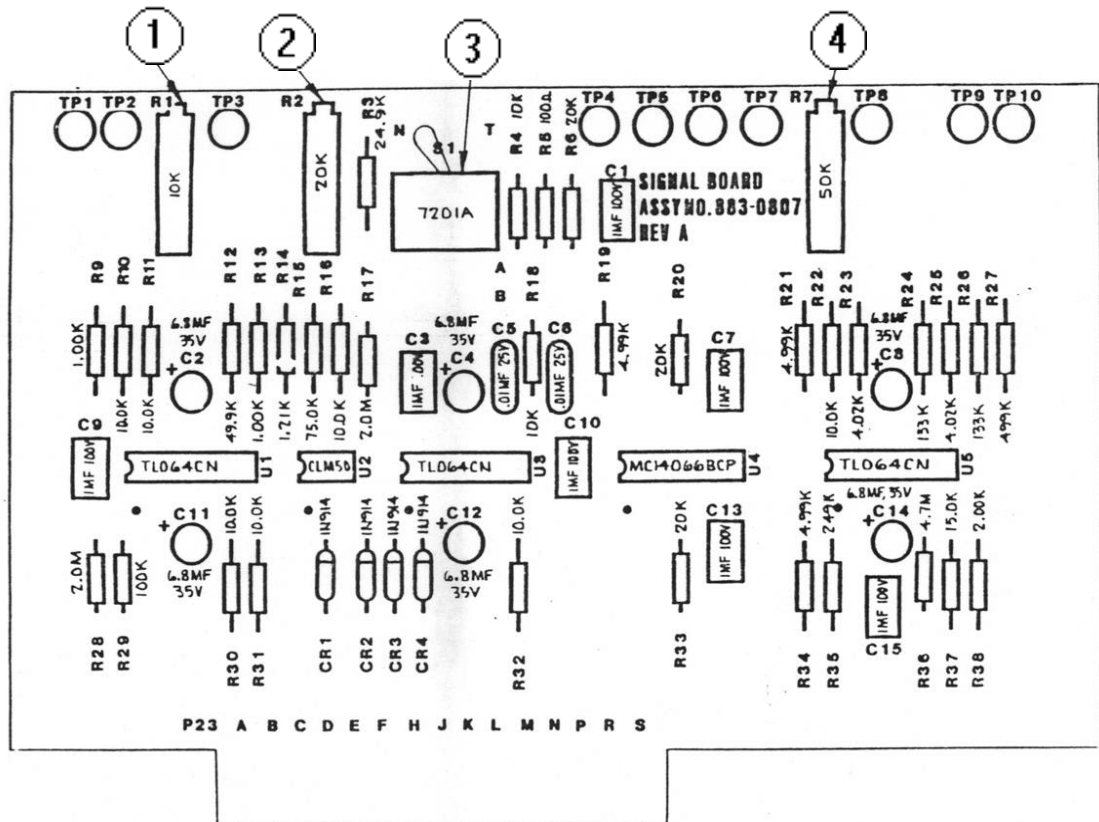 1 2 3 4
TP1 TP2 R1 TP3 R2 R3 24.9K N S1 T R4 10K R5 100Ω R6 20K TP4 TP5 TP6 TP7 R7 TP8 TP9 TP10
10K 20K 7201A C1 1MF 100V 50K
SIGNAL BOARD
ASSY NO. 883-0807
REV A
A
B
R9 R10 R11 R12 R13 R14 R15 R16 R17 R18 R19 R20 R21 R22 R23 R24 R25 R26 R27
1.00K 10.0K 10.0K
6.8MF
35V
+ C2
49.9K 1.00K 1.21K 75.0K 10.0K 2.0M
C3
1MF .00V
6.8MF
35V
+ C4
C5
.01MF 25V
10K
C6
.01MF 25V
4.99K
20K
C7
1MF 100V
4.99K 10.0K 4.02K
6.8MF
35V
+ C8
133K 4.02K 133K 499K
C9
1MF 100V
TL064CN U1
CLM50 U2
TL064CN U3
C10
1MF 100V
MC14066BCP U4
TL064CN U5
2.0M 100K
+ C11
6.8MF
35V
10.0K 10.0K
1N914 1N914 1N914 1N914
+ C12
6.8MF
35V
10.0K
20K
C13
1MF 100V
4.99K 249K
6.8MF, 35V
+ C14
1MF 100V
C15
4.7M 15.0K 2.00K
R28 R29 R30 R31 CR1 CR2 CR3 CR4 R32 R33 R34 R35 R36 R37 R38
P23 A B C D E F H J K L M N P R S